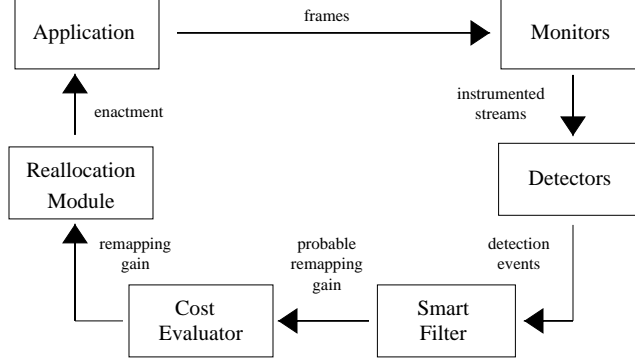 frames
Application
Monitors
instrumented
streams
enactment
Reallocation
Module
Detectors
remapping
gain
probable
remapping
gain
detection
events
Cost
Evaluator
Smart
Filter